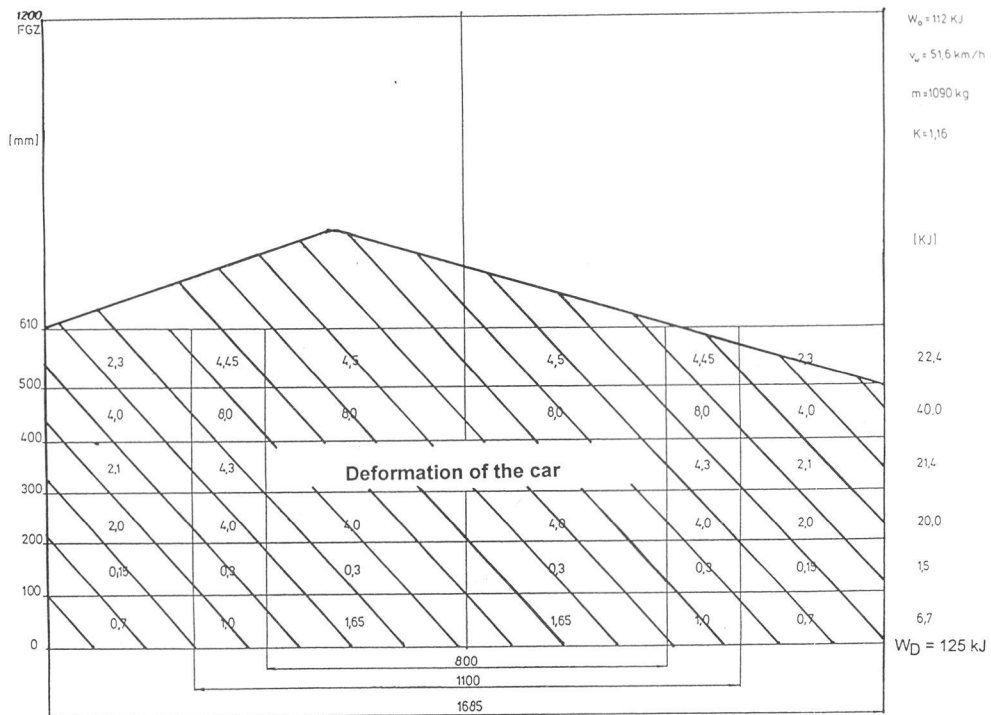 1200
FGZ
[mm]
W₀ = 112 KJ
vw = 51,6 km/h
m=1090 kg
K=1,16
[KJ]
610
2,3 4,45 4,5 4,5 4,45 2,3 22,4
500
4,0 8,0 8,0 8,0 8,0 4,0 40,0
400
2,1 4,3 Deformation of the car 4,3 2,1 21,4
300
2,0 4,0 4,0 4,0 4,0 2,0 20,0
200
0,15 0,3 0,3 0,3 0,3 0,15 1,5
100
0,7 1,0 1,65 1,65 1,0 0,7 6,7
0 WD = 125 kJ
800
1100
1685